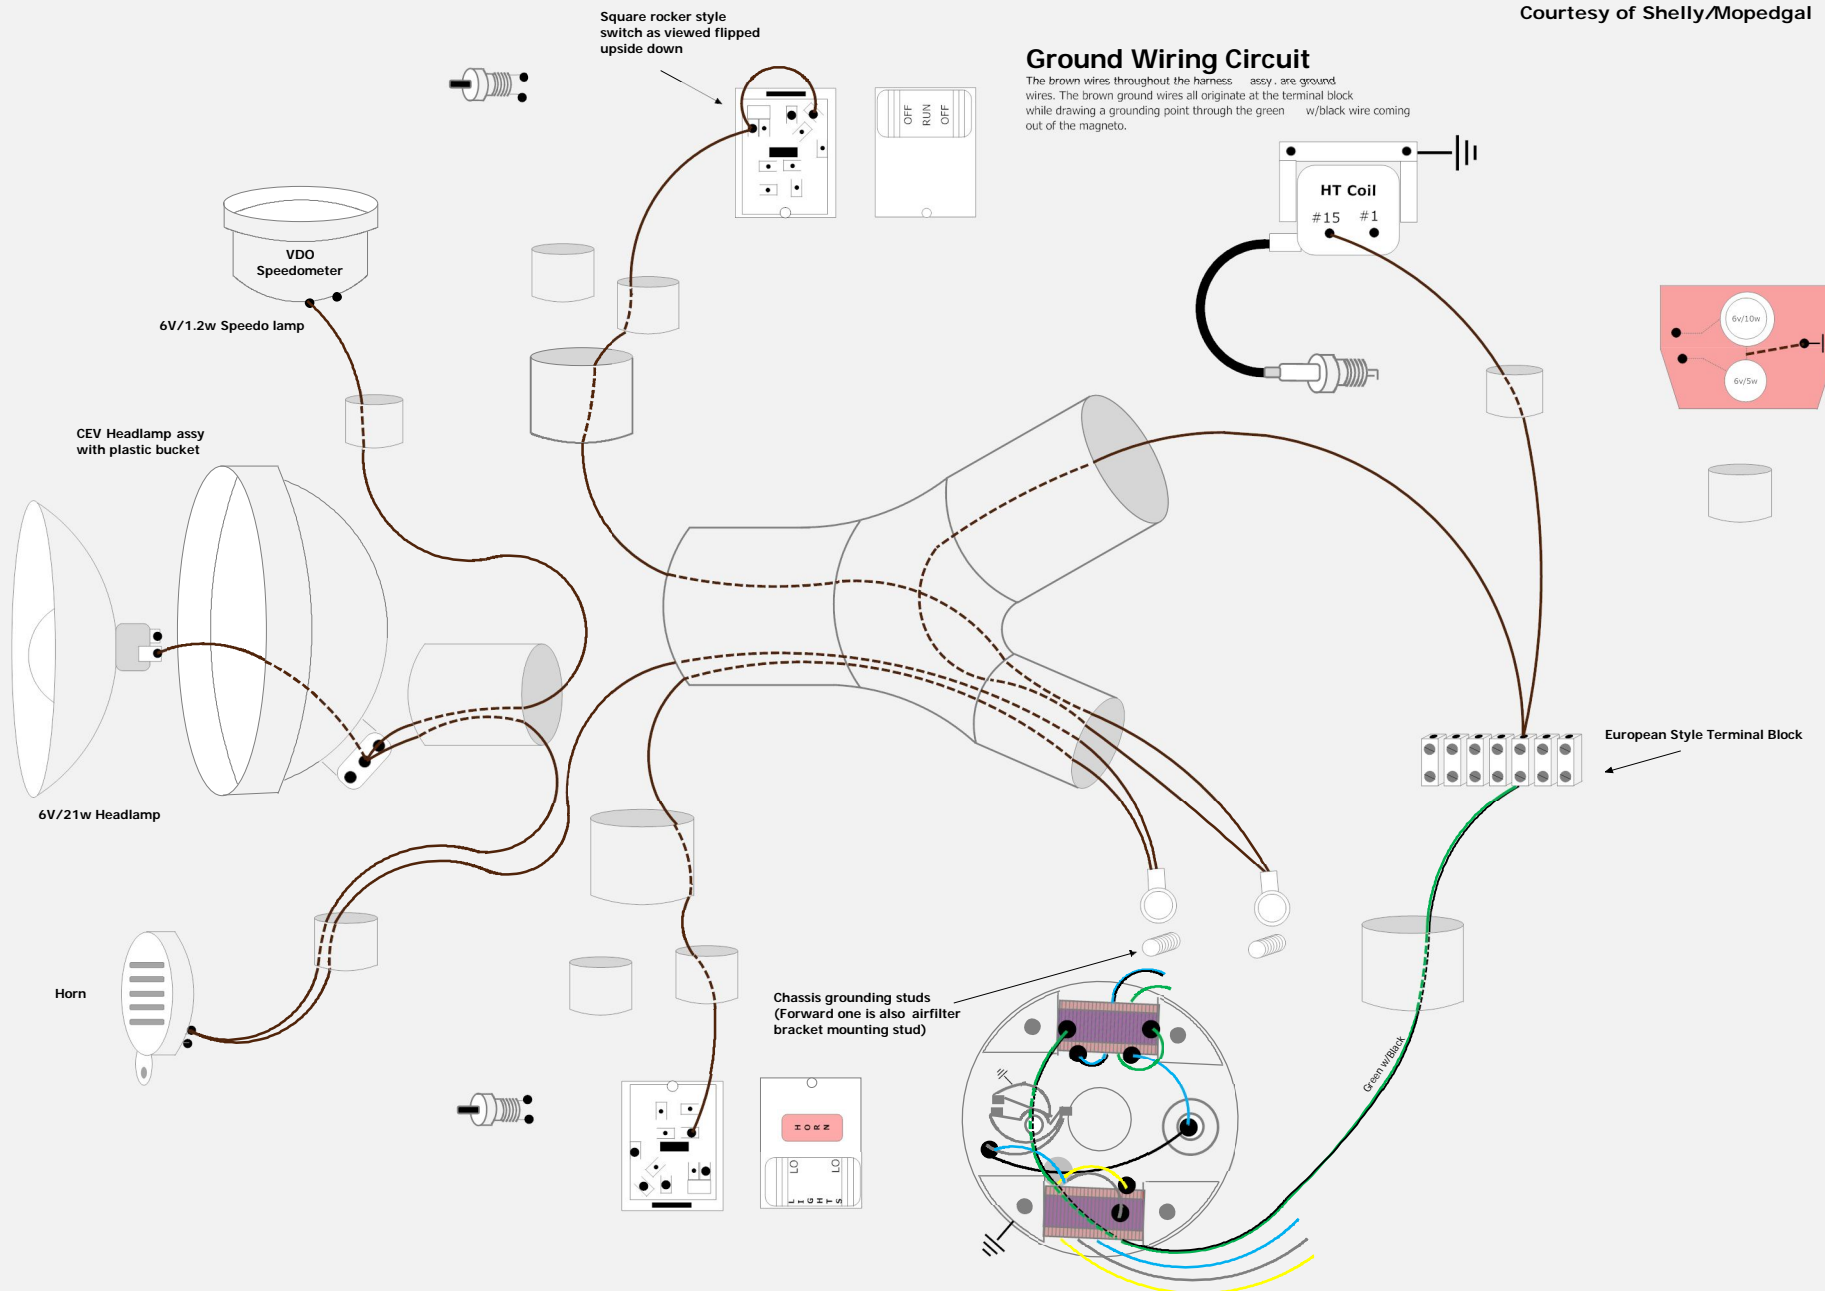 Courtesy of Shelly/Mopedgal
Square rocker style
switch as viewed flipped
upside down
Ground Wiring Circuit
The brown wires throughout the harness assy. are ground
wires. The brown ground wires all originate at the terminal block
while drawing a grounding point through the green w/black wire coming
out of the magneto.
OFF
RUN
OFF
HT Coil
#15 #1
VDO
Speedometer
6V/1.2w Speedo lamp
6v/10w
6v/5w
CEV Headlamp assy
with plastic bucket
European Style Terminal Block
6V/21w Headlamp
Horn
Chassis grounding studs
(Forward one is also airfilter
bracket mounting stud)
Green w/Black
HORN
LO
LO
LIGHTS